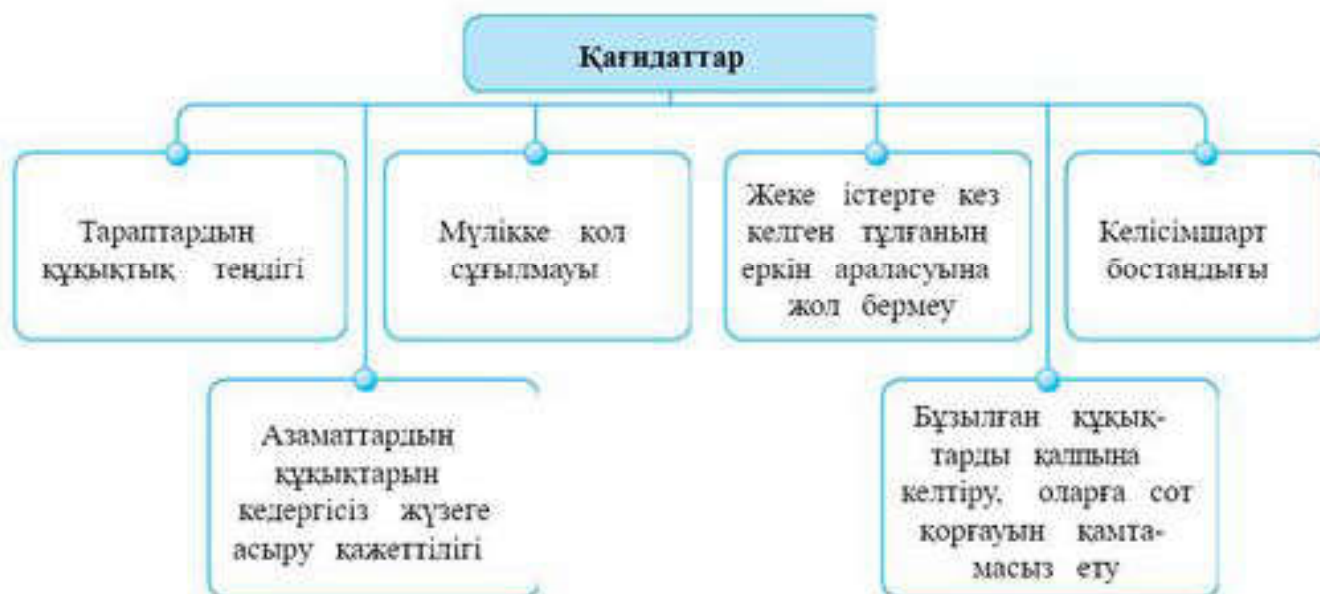 Қағидаттар
Тараптардың
құқықтық теңдігі
Мүлікке қол
сұғылмауы
Жеке істерге кез
келген тұлғаның
еркін араласуына
жол бермеу
Келісімшарт
бостандығы
Азаматтардың
құқықтарын
кедергісіз жүзеге
асыру қажеттілігі
Бұзылған құқық-
тарды қалпына
келтіру, оларға сот
қорғауын қамта-
масыз ету